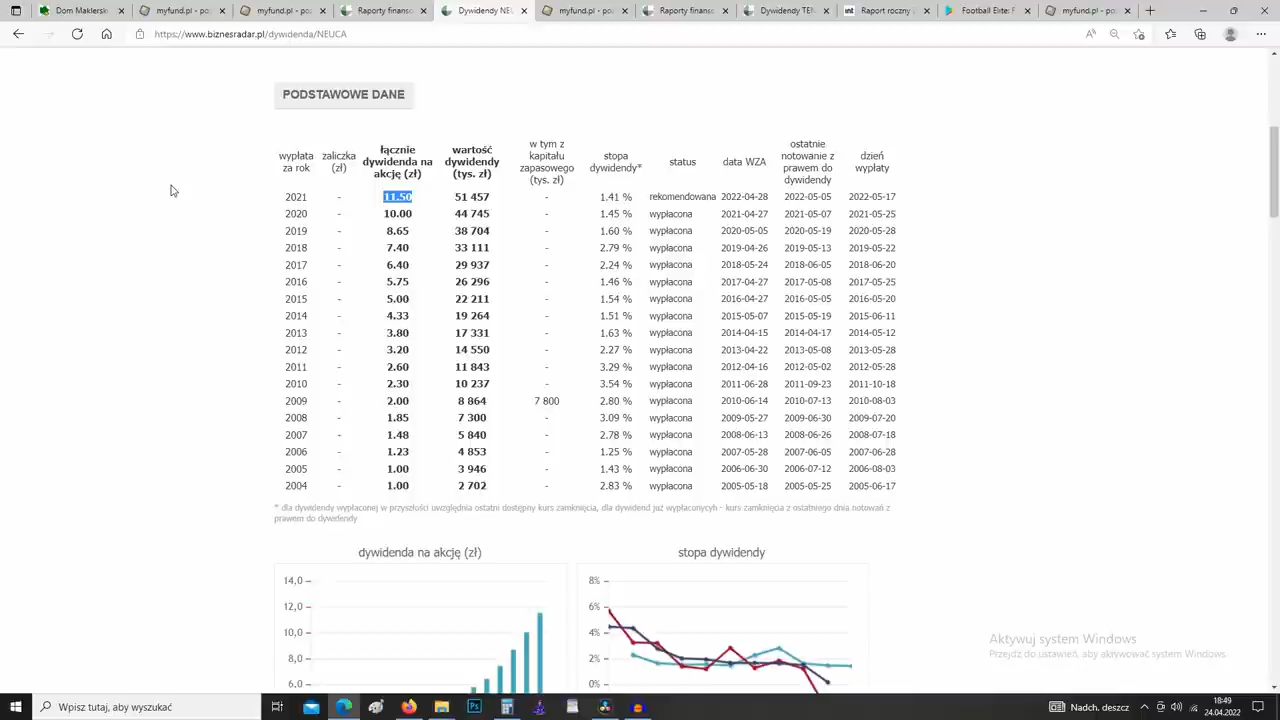 Dom Maklersk
myfund.pl - po
myfund.pl - po
Raporty finans
Dywidenda NE
myfund.pl - po
Raporty finans
Dywidendy TEN
Raport roczny
Football Elite F
myfund.pl - po
https://www.biznesradar.pl/dywidenda/NEUCA
PODSTAWOWE DANE
wypłata za rok zaliczka (zł) łącznie dywidenda na akcję (zł) wartość dywidendy (tys. zł) w tym z kapitału zapasowego (tys. zł) stopa dywidendy* status data WZA ostatnie notowanie z prawem do dywidendy dzień wypłaty
2021 - 11.50 51 457 - 1.41 % rekomendowana 2022-04-28 2022-05-05 2022-05-17
2020 - 10.00 44 745 - 1.45 % wypłacona 2021-04-27 2021-05-07 2021-05-25
2019 - 8.65 38 704 - 1.60 % wypłacona 2020-05-05 2020-05-19 2020-05-28
2018 - 7.40 33 111 - 2.79 % wypłacona 2019-04-26 2019-05-13 2019-05-22
2017 - 6.40 29 937 - 2.24 % wypłacona 2018-05-24 2018-06-05 2018-06-20
2016 - 5.75 26 296 - 1.46 % wypłacona 2017-04-27 2017-05-08 2017-05-25
2015 - 5.00 22 211 - 1.54 % wypłacona 2016-04-27 2016-05-05 2016-05-20
2014 - 4.33 19 264 - 1.51 % wypłacona 2015-05-07 2015-05-19 2015-06-11
2013 - 3.80 17 331 - 1.63 % wypłacona 2014-04-15 2014-04-17 2014-05-12
2012 - 3.20 14 550 - 2.27 % wypłacona 2013-04-22 2013-05-08 2013-05-28
2011 - 2.60 11 843 - 3.29 % wypłacona 2012-04-16 2012-05-02 2012-05-28
2010 - 2.30 10 237 - 3.54 % wypłacona 2011-06-28 2011-09-23 2011-10-18
2009 - 2.00 8 864 7 800 2.80 % wypłacona 2010-06-14 2010-07-13 2010-08-03
2008 - 1.85 7 300 - 3.09 % wypłacona 2009-05-27 2009-06-30 2009-07-20
2007 - 1.48 5 840 - 2.78 % wypłacona 2008-06-13 2008-06-26 2008-07-18
2006 - 1.23 4 853 - 1.25 % wypłacona 2007-05-28 2007-06-05 2007-06-28
2005 - 1.00 3 946 - 1.43 % wypłacona 2006-06-30 2006-07-12 2006-08-03
2004 - 1.00 2 702 - 2.83 % wypłacona 2005-05-18 2005-05-25 2005-06-17
* dla dywidendy wypłaconej w przyszłości uwzględnia ostatni dostępny kurs zamknięcia, dla dywidend już wypłaconych - kurs zamknięcia z ostatniego dnia notowań z
prawem do dywidendy
dywidenda na akcję (zł)
14,0
12,0
10,0
8,0
6,0
stopa dywidendy
8%
6%
4%
2%
0%
Aktywuj system Windows
Przejdź do ustawień, aby aktywować system Windows.
Wpisz tutaj, aby wyszukać
Nadch. deszcz
18:49
24.04.2022